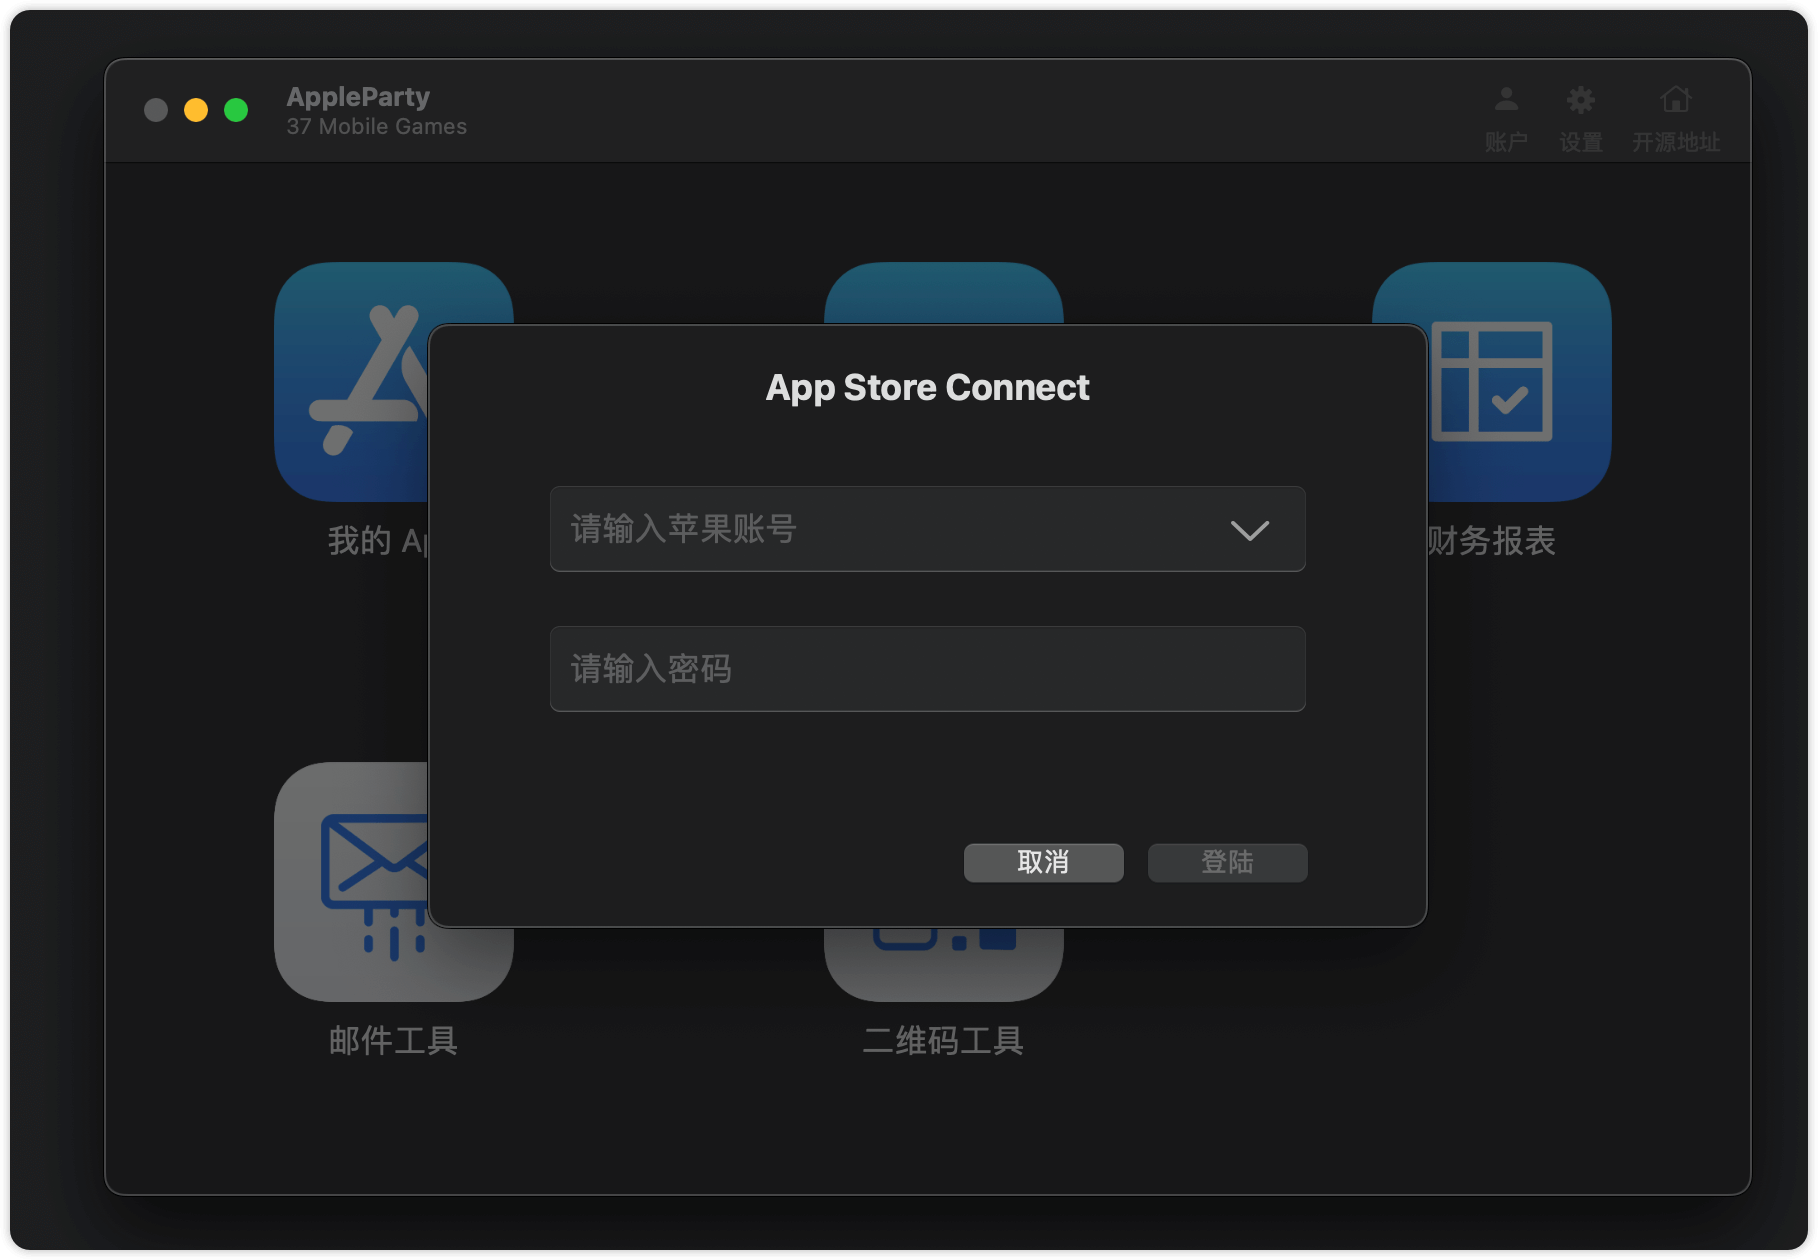 AppleParty
37 Mobile Games
账户
设置
开源地址
App Store Connect
请输入苹果账号
请输入密码
取消
登陆
我的 Ap
财务报表
邮件工具
二维码工具